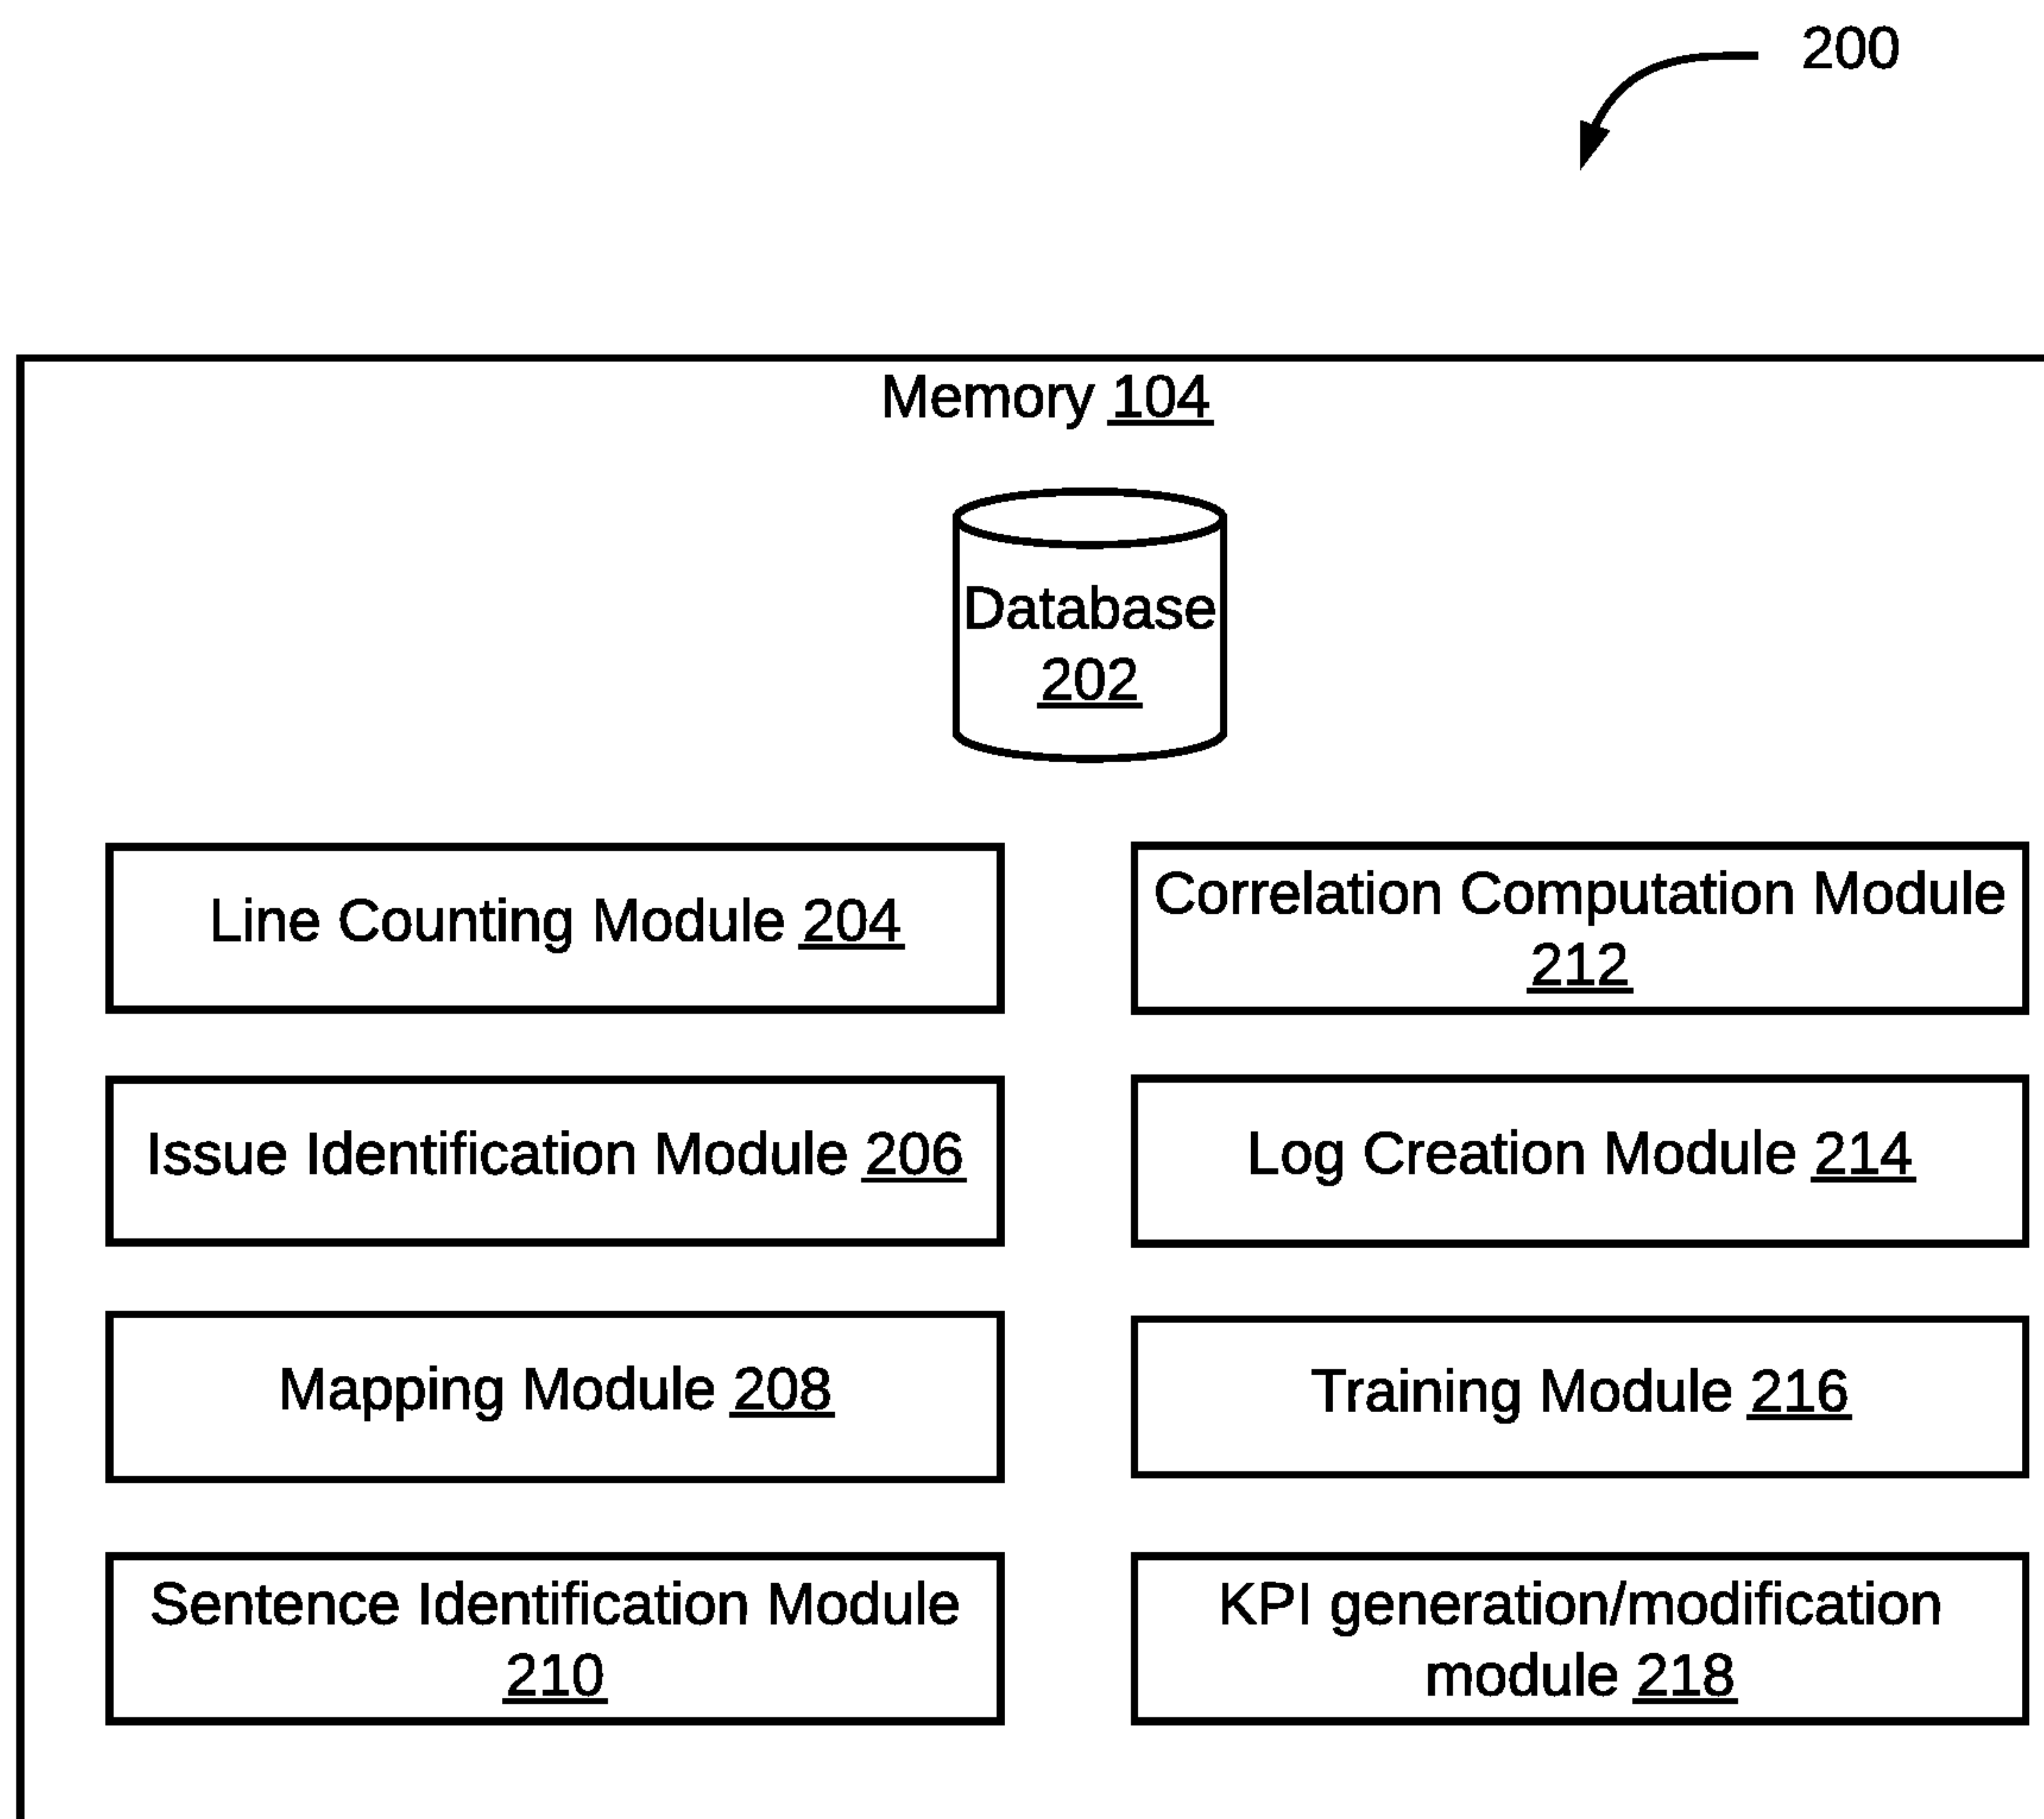 200
Memory 104
Database
202
Line Counting Module 204
Correlation Computation Module
212
Issue Identification Module 206
Log Creation Module 214
Mapping Module 208
Training Module 216
Sentence Identification Module
210
KPI generation/modification
module 218